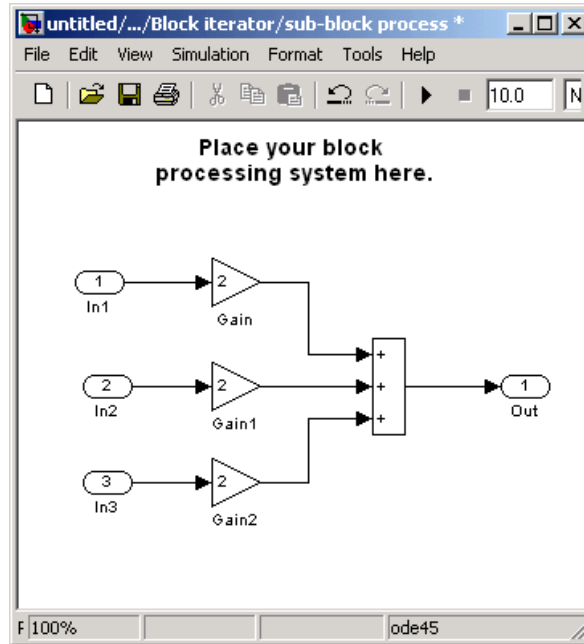 untitled/.../Block iterator/sub-block process *
File Edit View Simulation Format Tools Help
10.0 N
Place your block
processing system here.
1
2
In1
Gain
+
2
2
+
1
In2
Gain1
Out
+
3
2
In3
Gain2
F 100% ode45